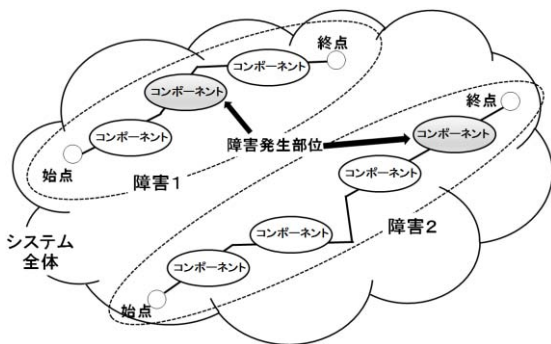 終点
コンポーネント
コンポーネント
終点
コンポーネント
コンポーネント
障害発生部位
始点
障害1
コンポーネント
システム
全体
障害2
コンポーネント
コンポーネント
始点